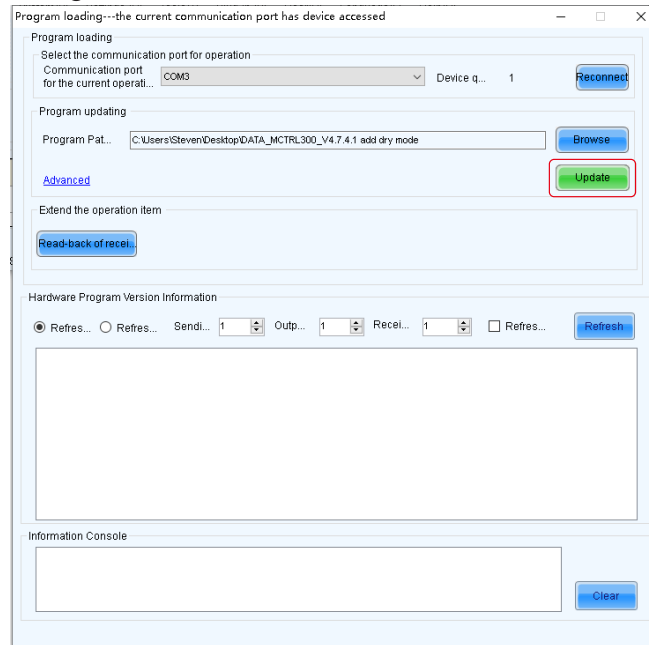 Program loading---the current communication port has device accessed
Program loading
Select the communication port for operation
Communication port
for the current operati...
COM3
Device q...
1
Reconnect
Program updating
Program Pat...
C:\Users\Steven\Desktop\DATA_MCTRL300_V4.7.4.1 add dry mode
Browse
Advanced
Update
Extend the operation item
Read-back of recei...
Hardware Program Version Information
Refres...
Refres...
Sendi...
1
Outp...
1
Recei...
1
Refres...
Refresh
Information Console
Clear